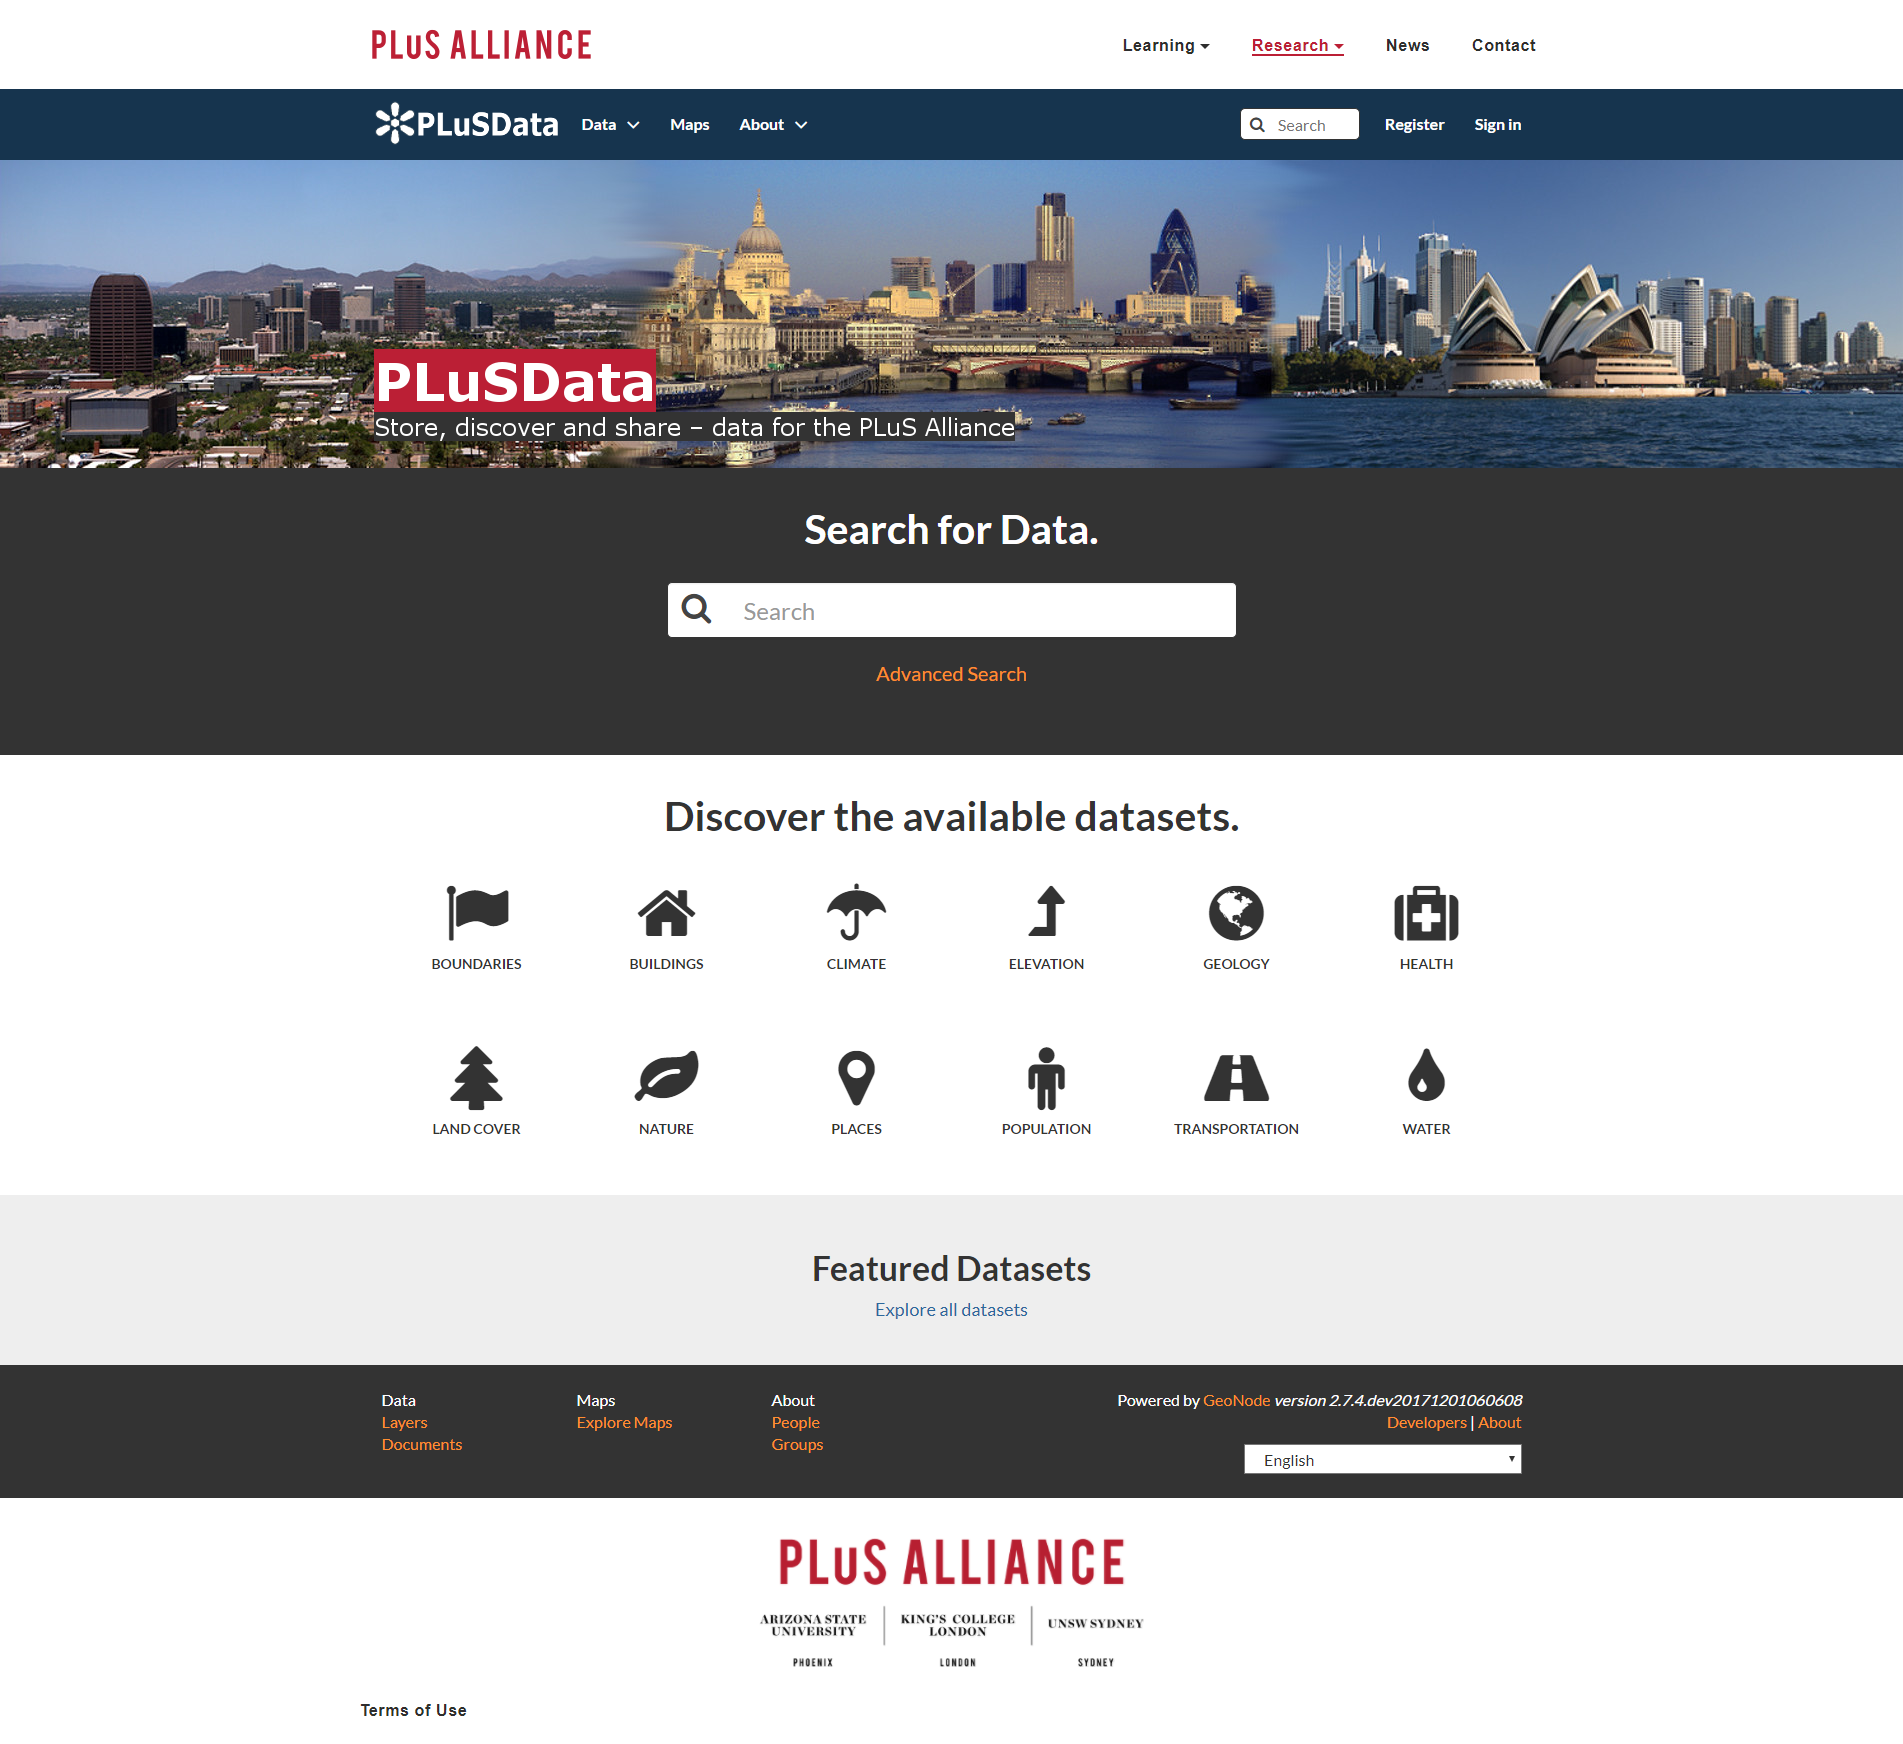 PLuS ALLIANCE
Learning Research News Contact
PLuSData Data Maps About Search Register Sign in
PLuSData
Store, discover and share – data for the PLuS Alliance
Search for Data.
Search
Advanced Search
Discover the available datasets.
BOUNDARIES BUILDINGS CLIMATE ELEVATION GEOLOGY HEALTH
LAND COVER NATURE PLACES POPULATION TRANSPORTATION WATER
Featured Datasets
Explore all datasets
Data Maps About Powered by GeoNode version 2.7.4.dev20171201060608
Layers Explore Maps People Developers | About
Documents Groups
English
PLuS ALLIANCE
ARIZONA STATE UNIVERSITY
KING'S COLLEGE LONDON
UNSW SYDNEY
PHOENIX LONDON SYDNEY
Terms of Use